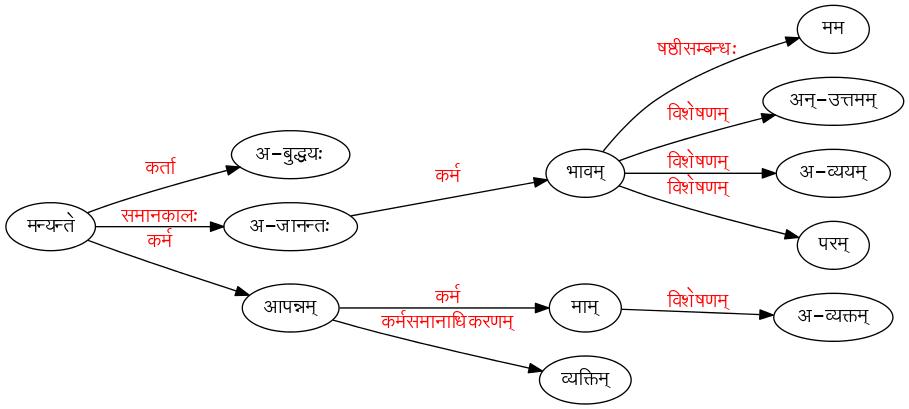 मम
षष्ठीसम्बन्धः
अन्-उत्तमम्
विशेषणम्
अ-बुद्धयः
कर्ता
विशेषणम्
भावम्
अ-व्ययम्
कर्म
विशेषणम्
समानकालः
मन्यन्ते
अ-जानन्तः
कर्म
परम्
आपन्नम्
कर्म
माम्
विशेषणम्
अ-व्यक्तम्
कर्मसमानाधिकरणम्
व्यक्तिम्